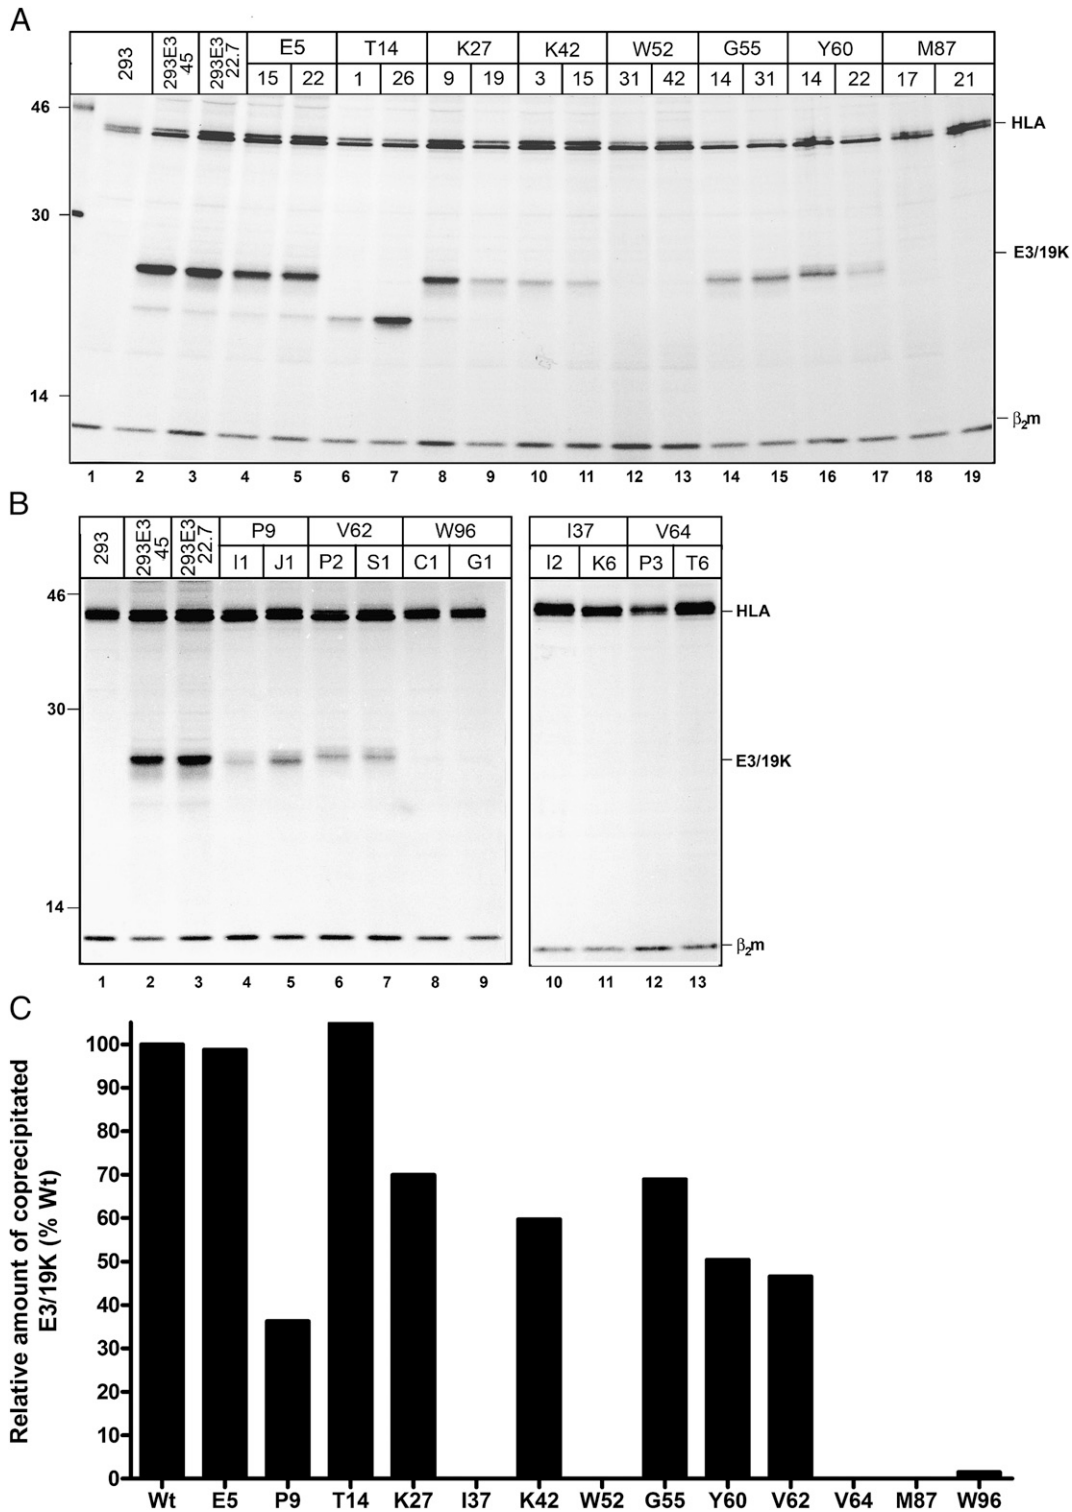 A
293 293E3 45 293E3 22.7 E5 T14 K27 K42 W52 G55 Y60 M87
15 22 1 26 9 19 3 15 31 42 14 31 14 22 17 21
46
HLA
30
E3/19K
14
β2m
1 2 3 4 5 6 7 8 9 10 11 12 13 14 15 16 17 18 19
B
293 293E3 45 293E3 22.7 P9 V62 W96 I37 V64
I1 J1 P2 S1 C1 G1 I2 K6 P3 T6
46
HLA
30
E3/19K
14
β2m
1 2 3 4 5 6 7 8 9 10 11 12 13
C
Relative amount of coprecipitated
E3/19K (% Wt)
100
90
80
70
60
50
40
30
20
10
0
Wt E5 P9 T14 K27 I37 K42 W52 G55 Y60 V62 V64 M87 W96